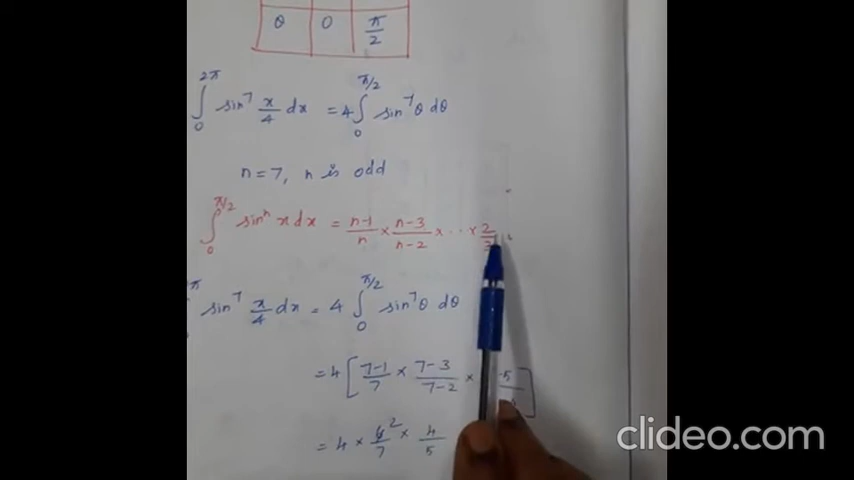 θ 0 π/2
∫₀^2π sin⁷ x/4 dx = 4 ∫₀^π/2 sin⁷θ dθ
n = 7, n is odd
∫₀^π/2 sinⁿ x dx = n-1/n × n-3/n-2 × ... × 2/3
sin⁷ x/4 dx = 4 ∫₀^π/2 sin⁷θ dθ
= 4 [ 7-1/7 × 7-3/7-2 × -5 ]
= 4 × 6²/7 × 4/5
clideo.com